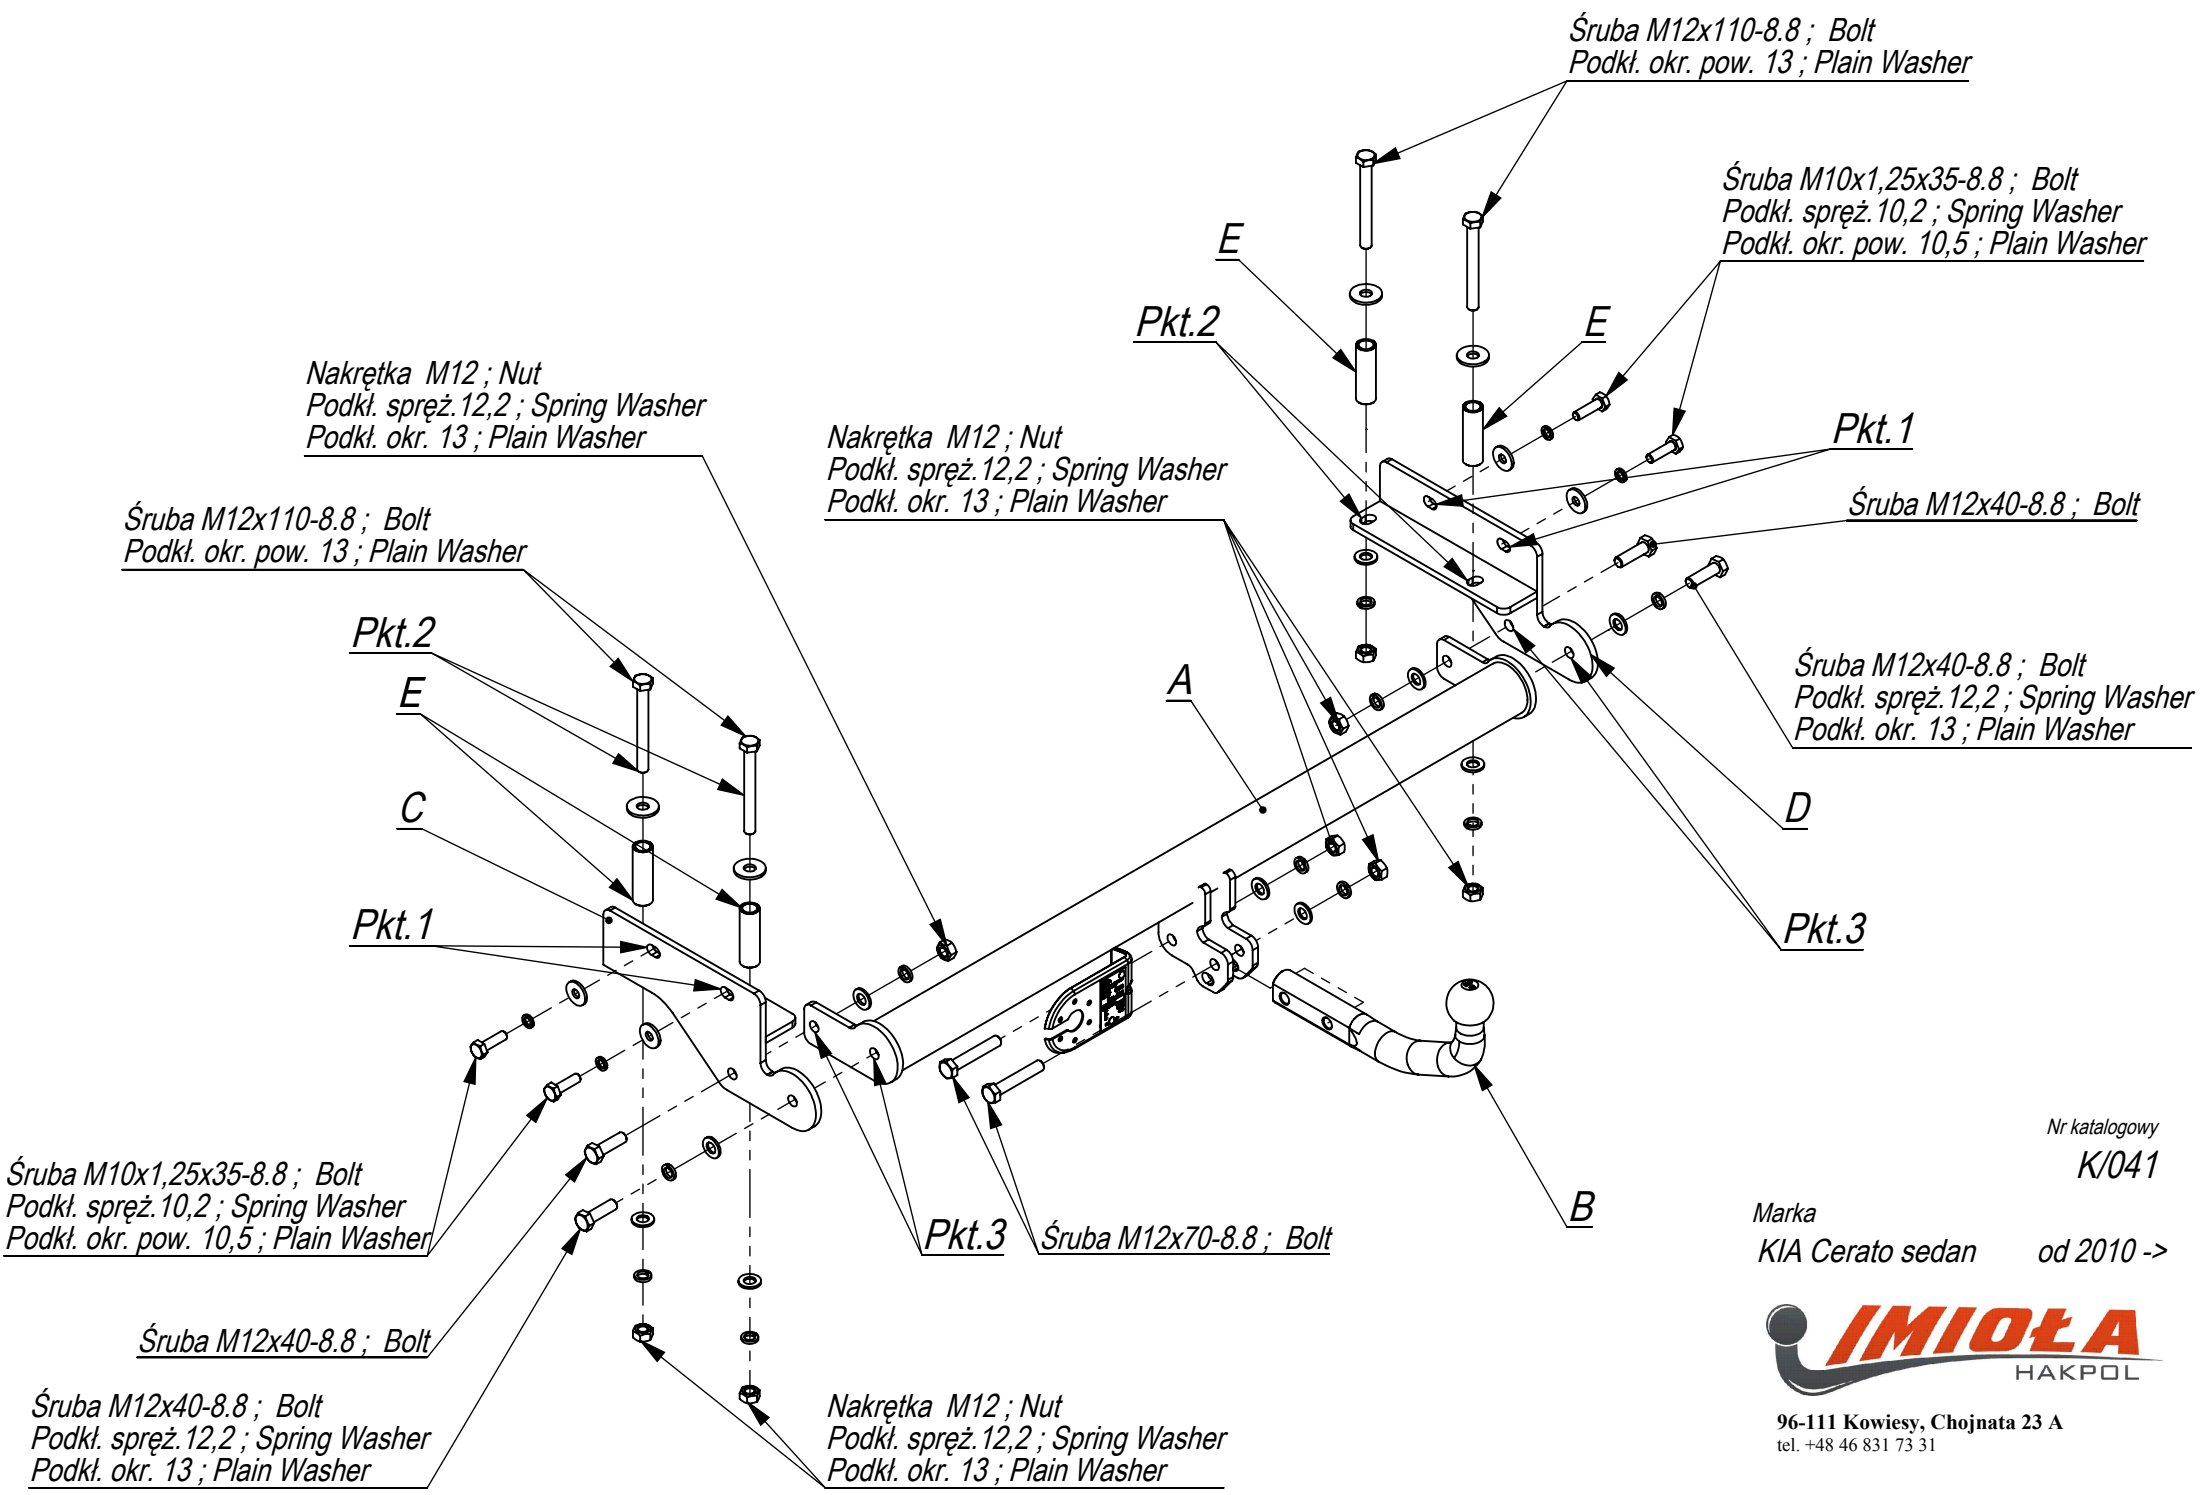 Śruba M12x110-8.8 ; Bolt
Podkł. okr. pow. 13 ; Plain Washer
Śruba M10x1,25x35-8.8 ; Bolt
Podkł. spręż.10,2 ; Spring Washer
Podkł. okr. pow. 10,5 ; Plain Washer
E
Pkt.2
E
Nakrętka M12 ; Nut
Podkł. spręż.12,2 ; Spring Washer
Podkł. okr. 13 ; Plain Washer
Nakrętka M12 ; Nut
Podkł. spręż.12,2 ; Spring Washer
Podkł. okr. 13 ; Plain Washer
Pkt.1
Śruba M12x40-8.8 ; Bolt
Śruba M12x110-8.8 ; Bolt
Podkł. okr. pow. 13 ; Plain Washer
Pkt.2
E
A
Śruba M12x40-8.8 ; Bolt
Podkł. spręż.12,2 ; Spring Washer
Podkł. okr. 13 ; Plain Washer
C
D
Pkt.1
Pkt.3
Śruba M10x1,25x35-8.8 ; Bolt
Podkł. spręż.10,2 ; Spring Washer
Podkł. okr. pow. 10,5 ; Plain Washer
Pkt.3
Śruba M12x70-8.8 ; Bolt
B
Śruba M12x40-8.8 ; Bolt
Śruba M12x40-8.8 ; Bolt
Podkł. spręż.12,2 ; Spring Washer
Podkł. okr. 13 ; Plain Washer
Nakrętka M12 ; Nut
Podkł. spręż.12,2 ; Spring Washer
Podkł. okr. 13 ; Plain Washer
Nr katalogowy
K/041
Marka
KIA Cerato sedan od 2010 ->
IMIOŁA
HAKPOL
96-111 Kowiesy, Chojnata 23 A
tel. +48 46 831 73 31